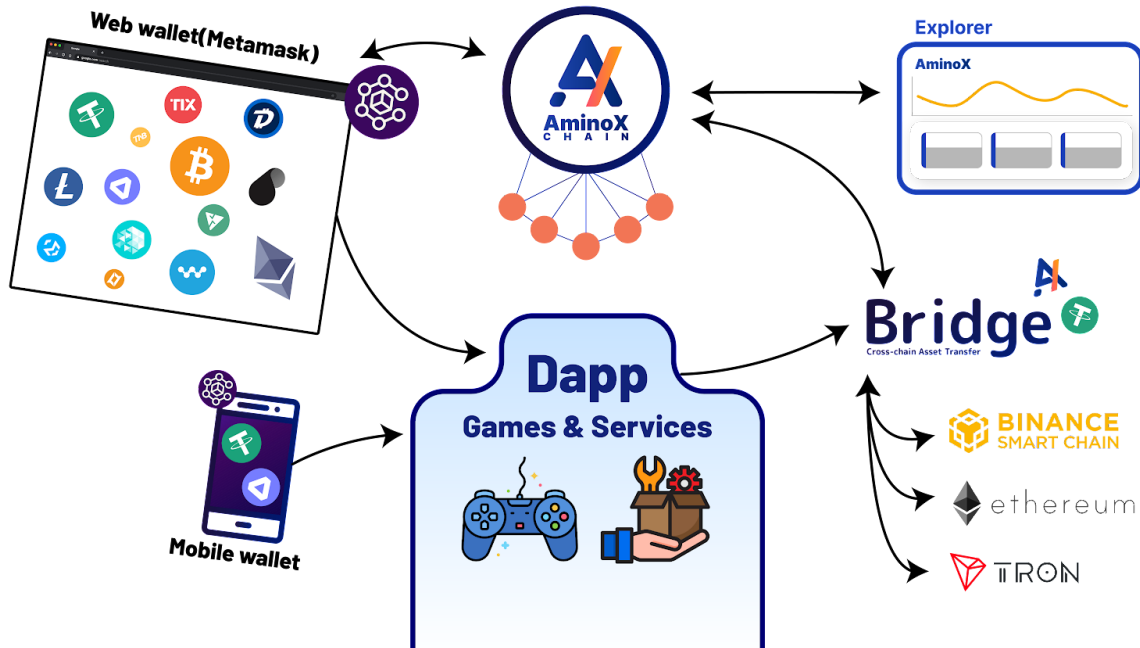 Web wallet(Metamask)
TIX
THB
AminoX
CHAIN
Explorer
AminoX
Bridge
Cross-chain Asset Transfer
Dapp
Games & Services
BINANCE
SMART CHAIN
ethereum
TRON
Mobile wallet